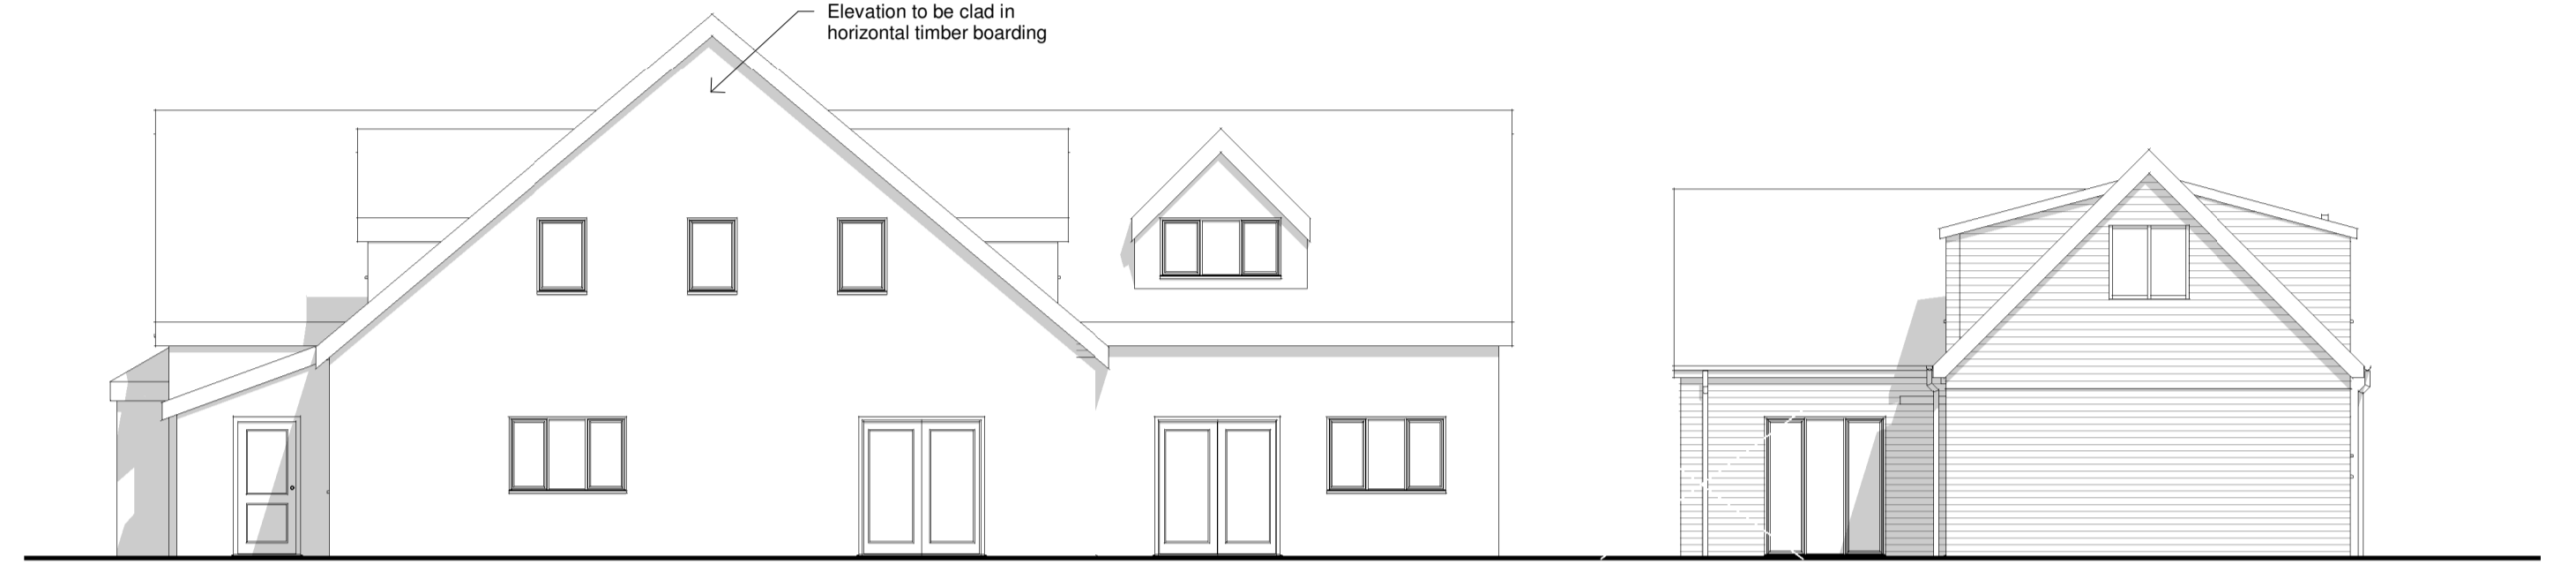 Elevation to be clad in
horizontal timber boarding